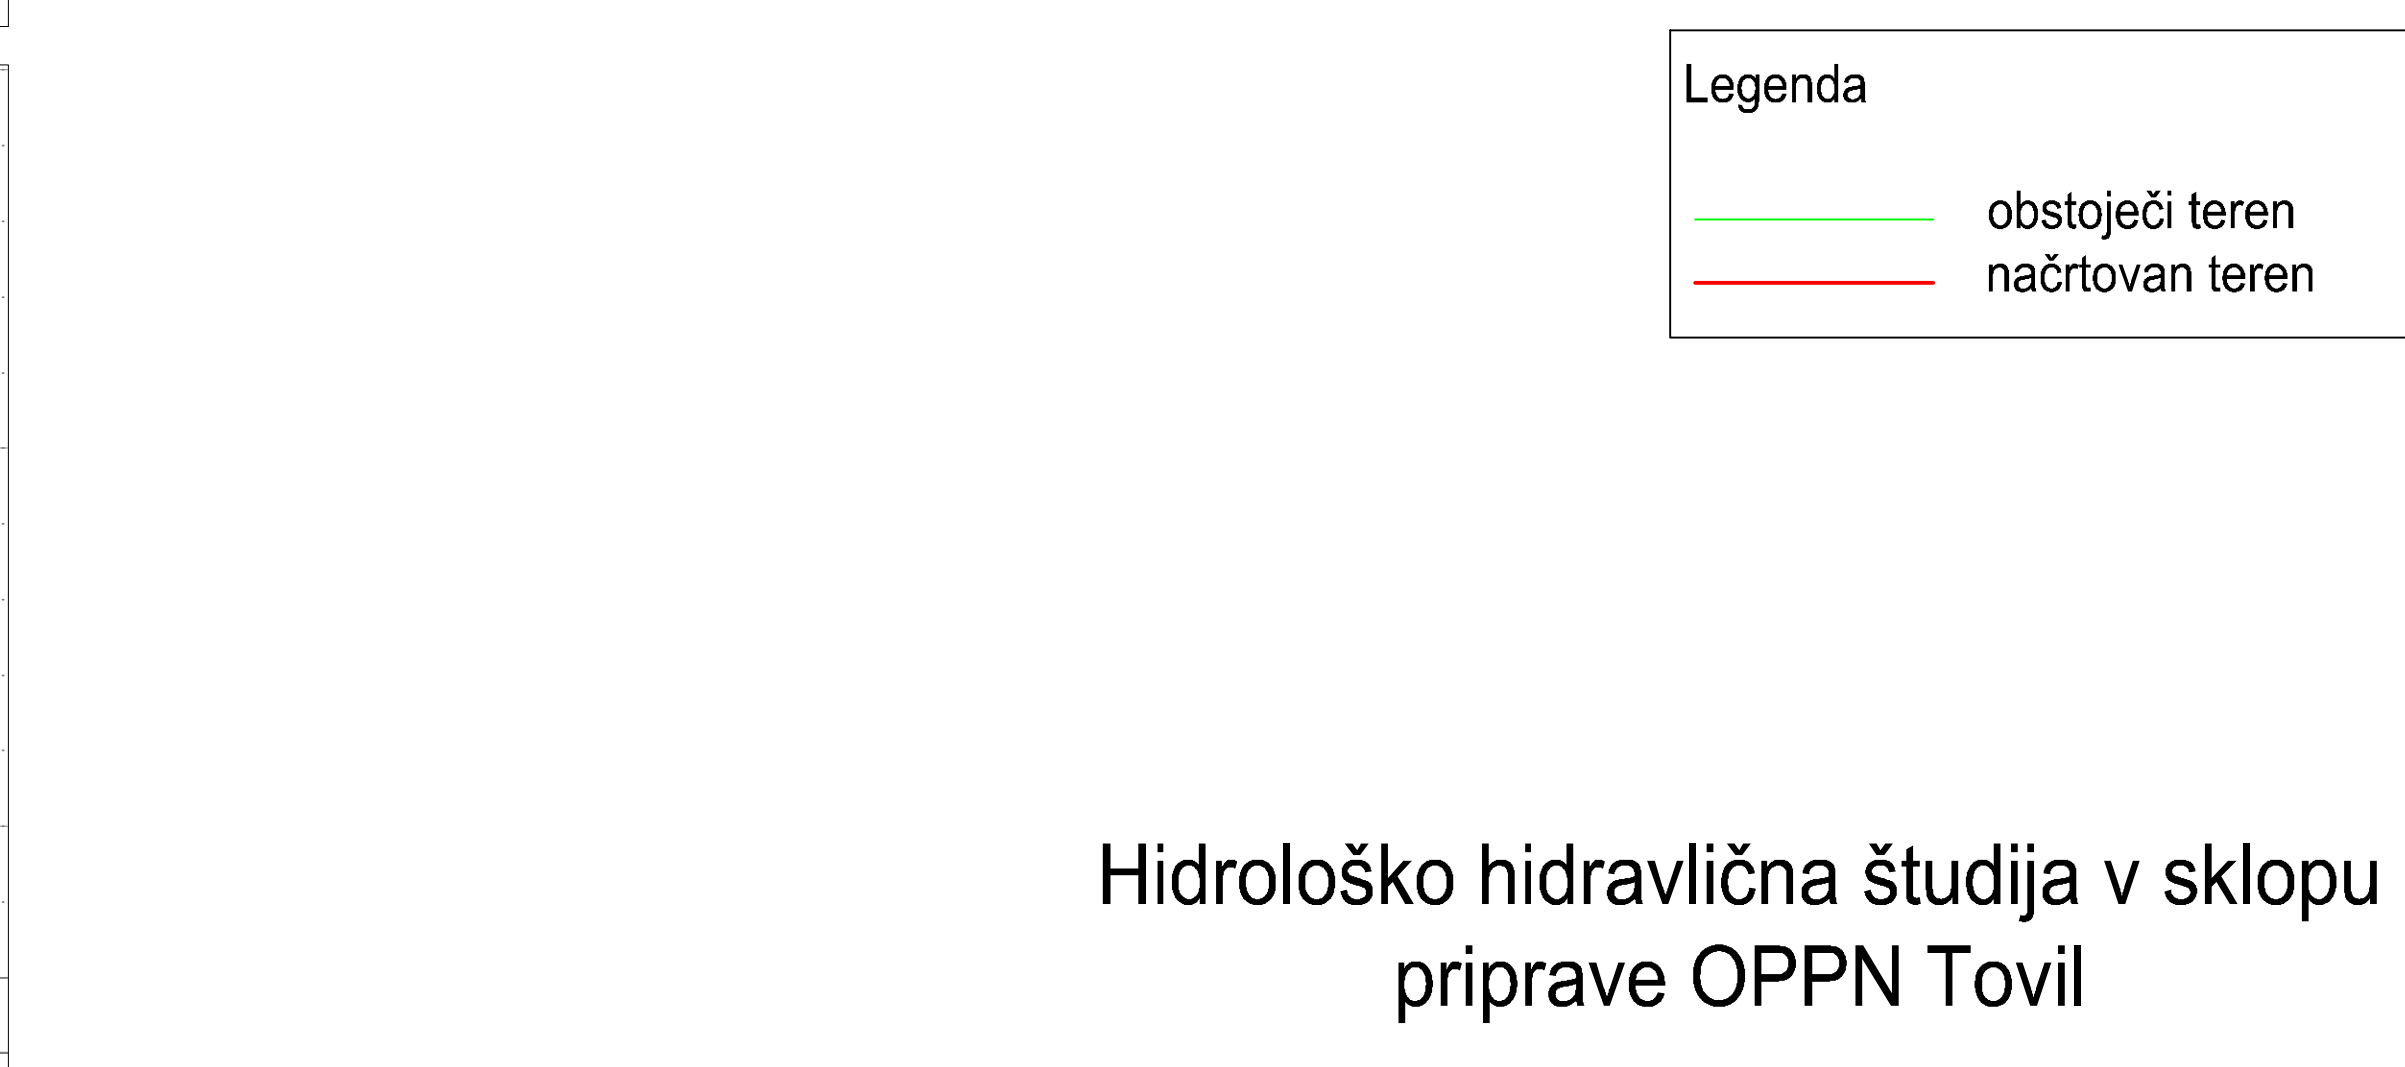 Legenda
obstoječi teren
načrtovan teren
Hidrološko hidravlična študija v sklopu
priprave OPPN Tovil